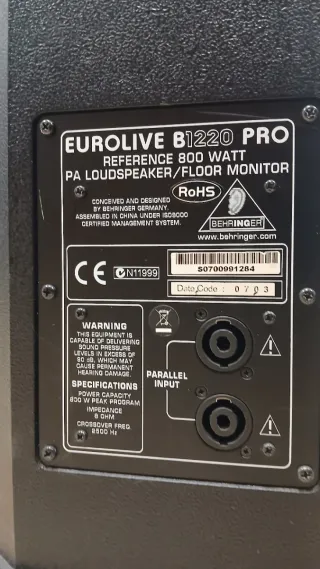 EUROLIVE B1220 PRO
REFERENCE 800 WATT
PA LOUDSPEAKER/FLOOR MONITOR
CONCEIVED AND DESIGNED
BY BEHRINGER GERMANY.
ASSEMBLED IN CHINA UNDER ISO9000
CERTIFIED MANAGEMENT SYSTEM.
RoHS
BEHRINGER
www.behringer.com
CE
N11999
S0700991284
Date Code : 0703
WARNING
THIS EQUIPMENT IS
CAPABLE OF DELIVERING
SOUND PRESSURE
LEVELS IN EXCESS OF
90 dB, WHICH MAY
CAUSE PERMANENT
HEARING DAMAGE.
SPECIFICATIONS
POWER CAPACITY
800 W PEAK PROGRAM
IMPEDANCE
8 OHM
CROSSOVER FREQ.
2500 Hz
PARALLEL
INPUT